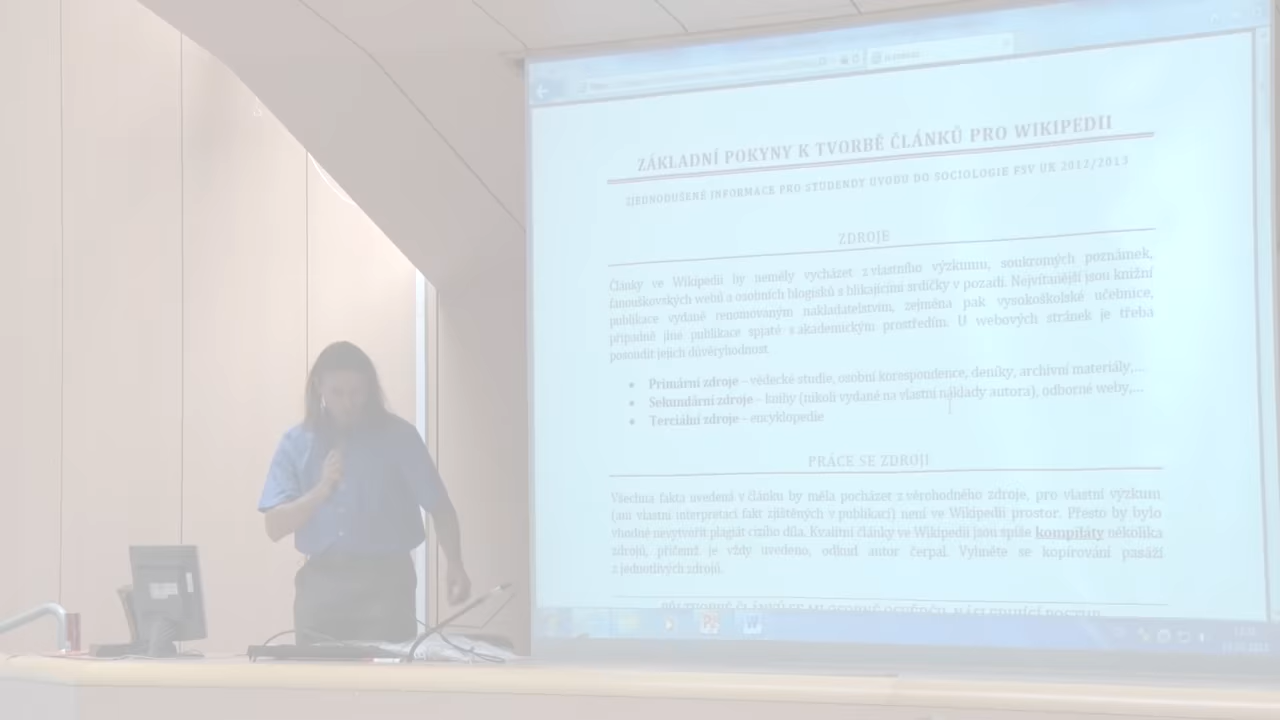 ZÁKLADNÍ POKYNY K TVORBĚ ČLÁNKŮ PRO WIKIPEDII
ZJEDNODUŠENÉ INFORMACE PRO STUDENTY ÚVODU DO SOCIOLOGIE FSV UK 2012/2013
ZDROJE
Články ve Wikipedii by neměly vycházet z vlastního výzkumu, soukromých poznámek,
fanouškovských webů a osobních blogísků s blikajícími srdíčky v pozadí. Nejvítanější jsou knižní
publikace vydané renomovaným nakladatelstvím, zejména pak vysokoškolské učebnice,
případně jiné publikace spjaté s akademickým prostředím. U webových stránek je třeba
posoudit jejich důvěryhodnost.
• Primární zdroje – vědecké studie, osobní korespondence, deníky, archivní materiály,...
• Sekundární zdroje – knihy (nikoli vydané na vlastní náklady autora), odborné weby,...
• Terciální zdroje – encyklopedie
PRÁCE SE ZDROJI
Všechna fakta uvedená v článku by měla pocházet z věrohodného zdroje, pro vlastní výzkum
(ani vlastní interpretaci fakt zjištěných v publikaci) není ve Wikipedii prostor. Přesto by bylo
vhodné nevytvořit plagiát cizího díla. Kvalitní články ve Wikipedii jsou spíše kompiláty několika
zdrojů, přičemž je vždy uvedeno, odkud autor čerpal. Vyhněte se kopírování pasáží
z jednotlivých zdrojů.